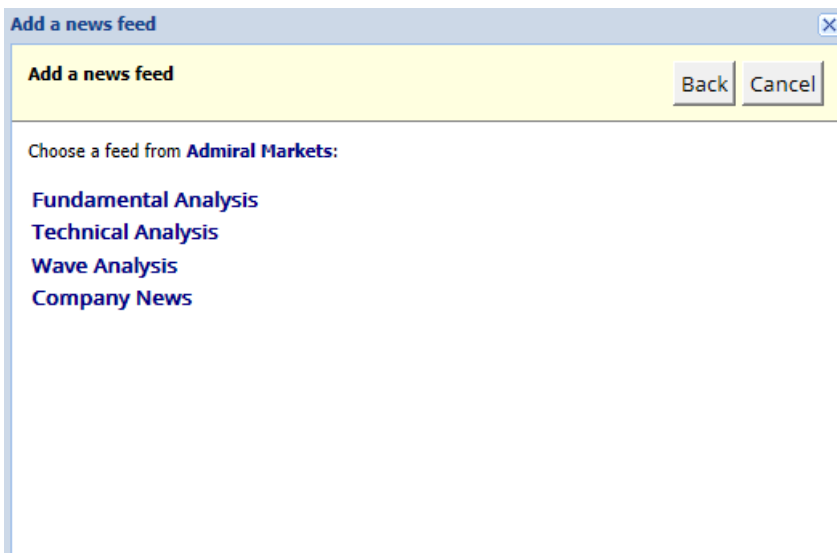 Add a news feed
Add a news feed
Back Cancel
Choose a feed from Admiral Markets:
Fundamental Analysis
Technical Analysis
Wave Analysis
Company News